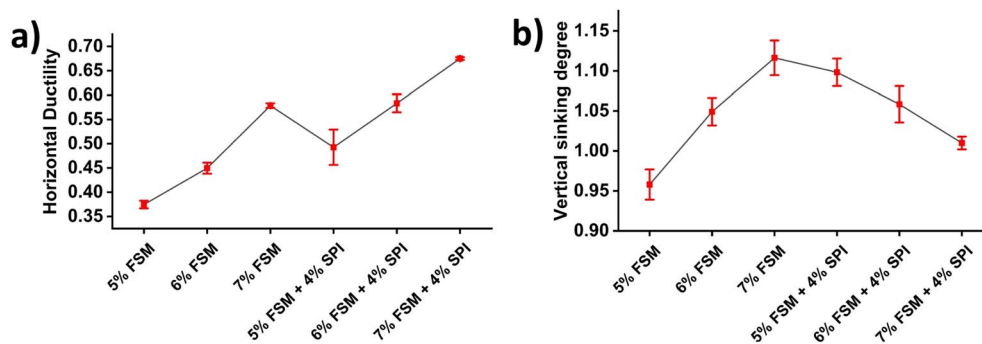 a)
Horizontal Ductility
0.70
0.65
0.60
0.55
0.50
0.45
0.40
0.35
5% FSM
6% FSM
7% FSM
5% FSM + 4% SPI
6% FSM + 4% SPI
7% FSM + 4% SPI
b)
Vertical sinking degree
1.15
1.10
1.05
1.00
0.95
0.90
5% FSM
6% FSM
7% FSM
5% FSM + 4% SPI
6% FSM + 4% SPI
7% FSM + 4% SPI